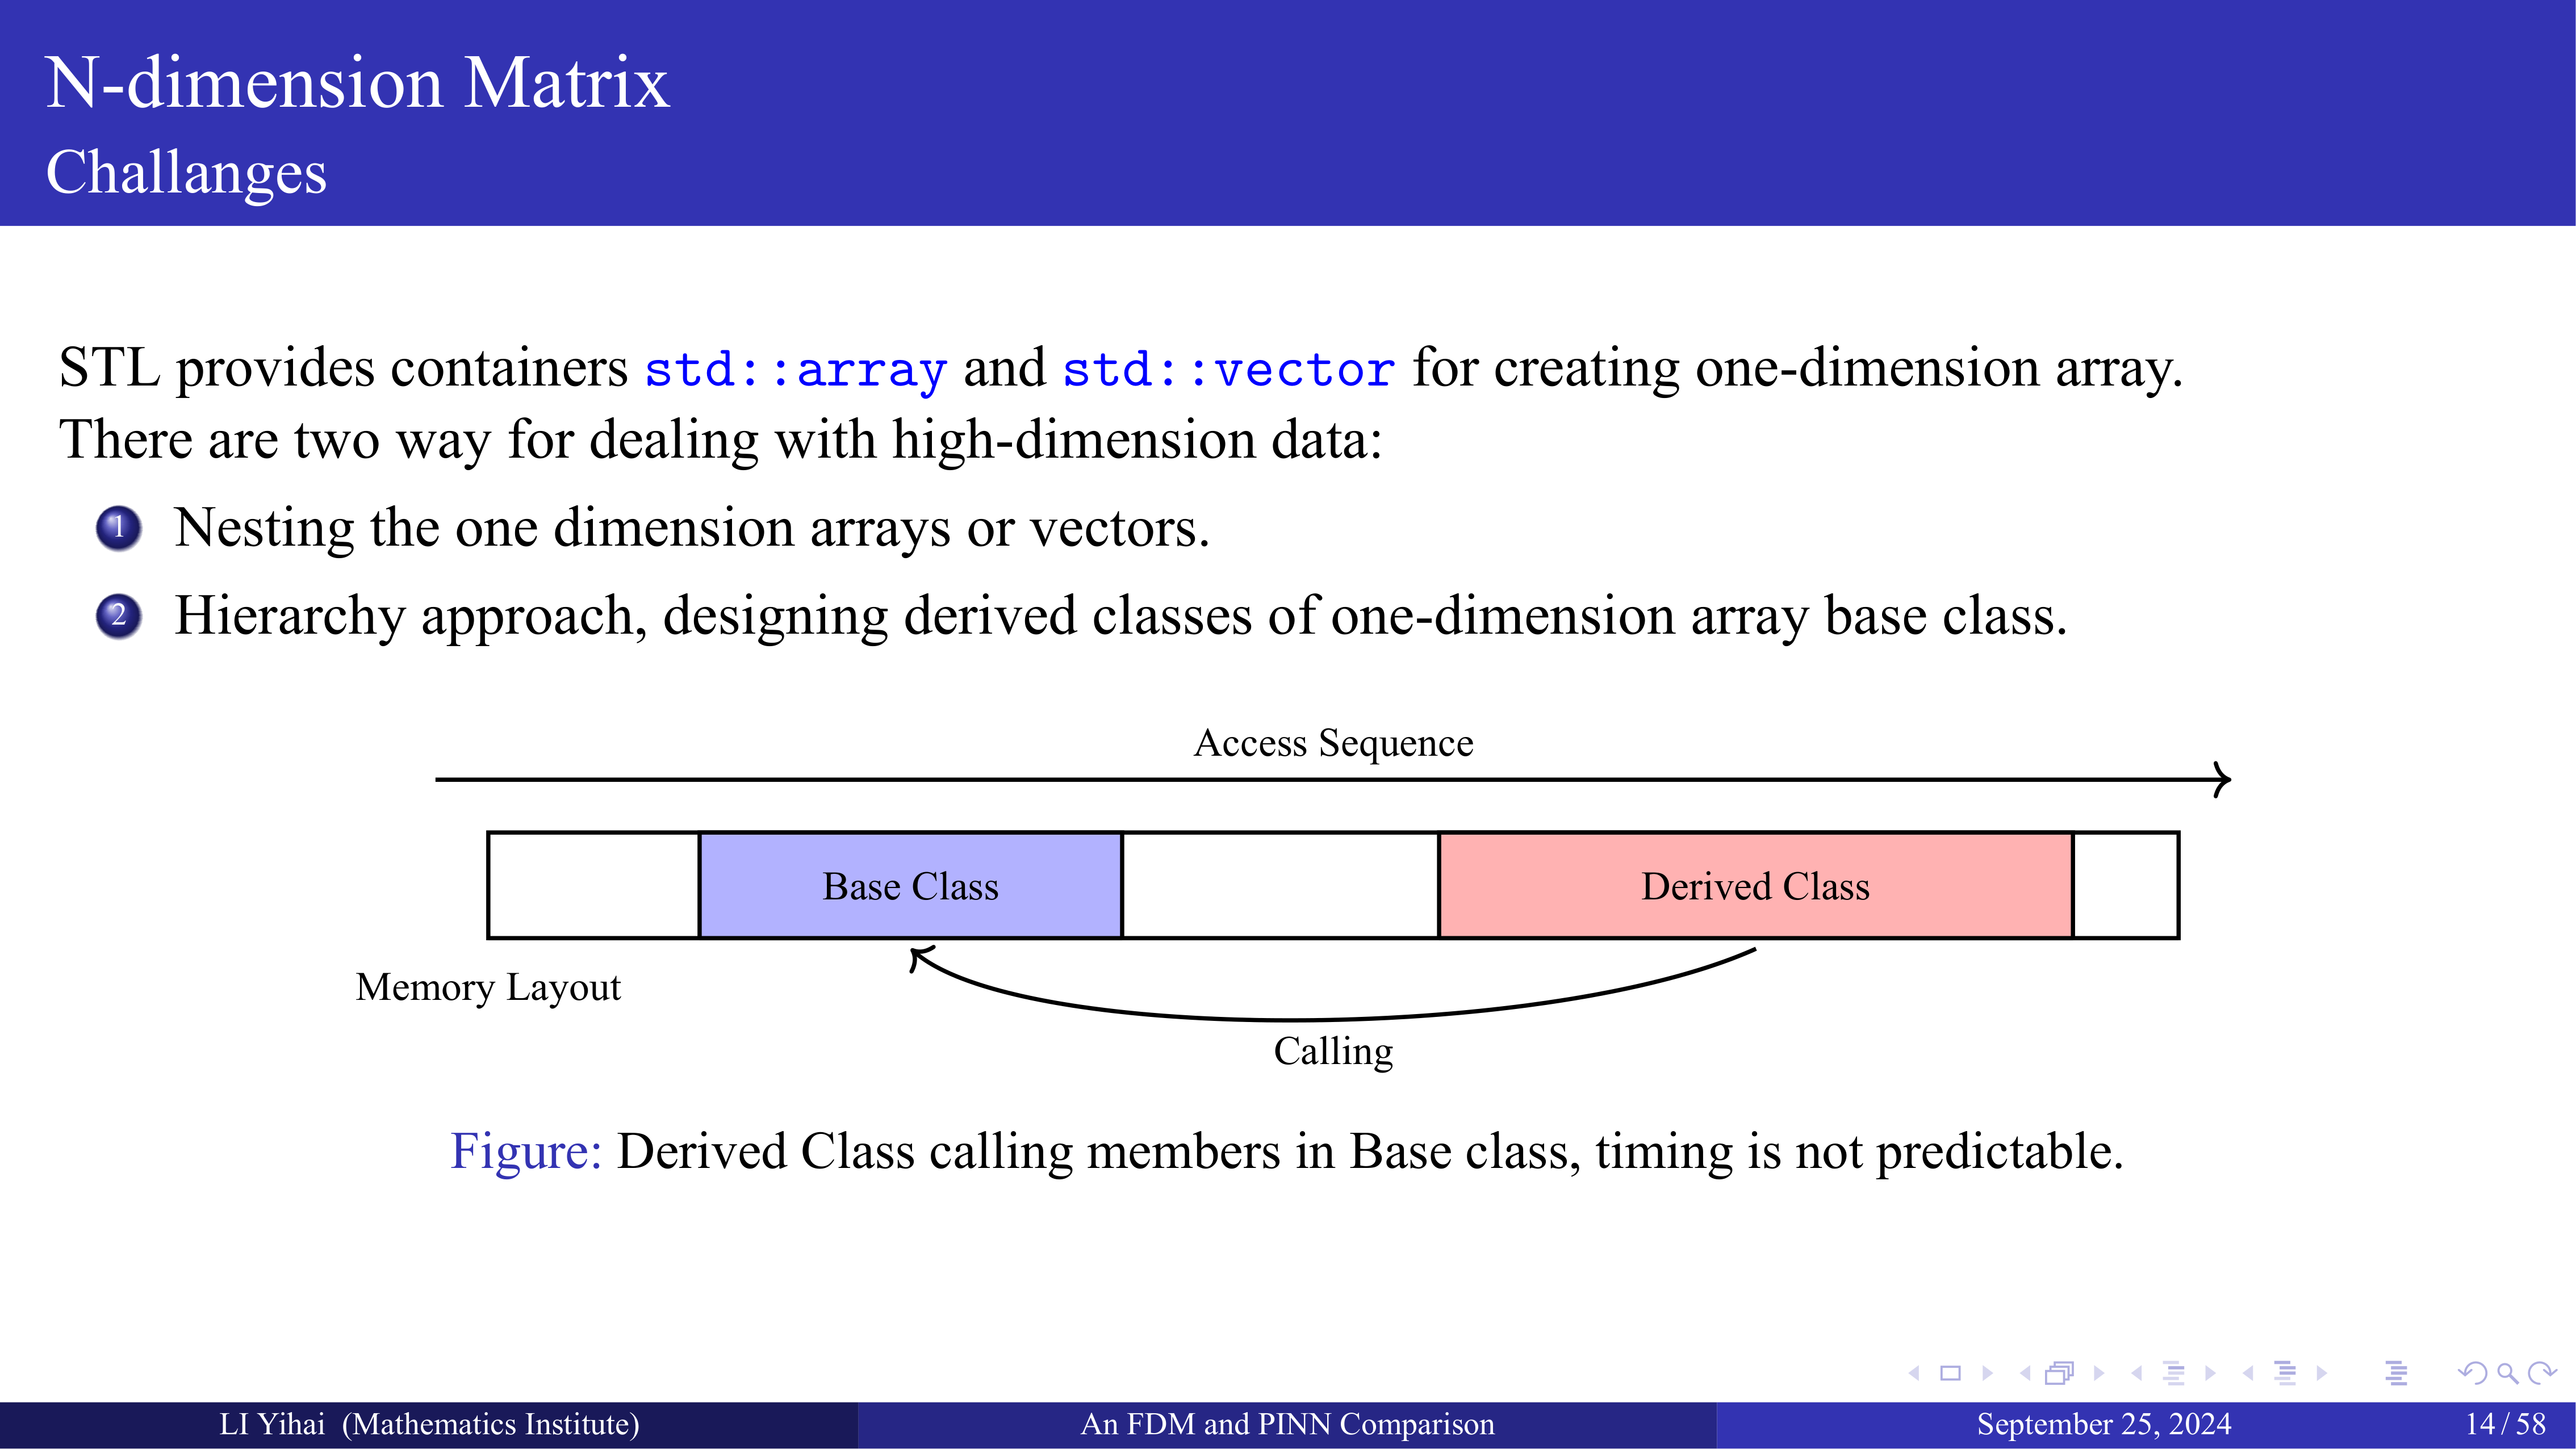 N-dimension Matrix
Challanges
STL provides containers std::array and std::vector for creating one-dimension array.
There are two way for dealing with high-dimension data:
1 Nesting the one dimension arrays or vectors.
2 Hierarchy approach, designing derived classes of one-dimension array base class.
Access Sequence
Base Class
Derived Class
Memory Layout
Calling
Figure: Derived Class calling members in Base class, timing is not predictable.
LI Yihai (Mathematics Institute)
An FDM and PINN Comparison
September 25, 2024
14 / 58